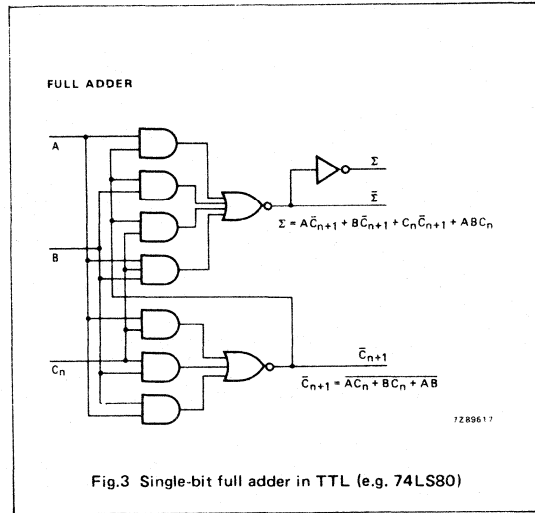 FULL ADDER
A
Σ
Σ̄
Σ = AC̄ₙ₊₁ + BC̄ₙ₊₁ + CₙC̄ₙ₊₁ + ABCₙ
B
Cₙ
C̄ₙ₊₁
C̄ₙ₊₁ = \overline{ACₙ + BCₙ + AB}
7Z89617
Fig.3 Single-bit full adder in TTL (e.g. 74LS80)